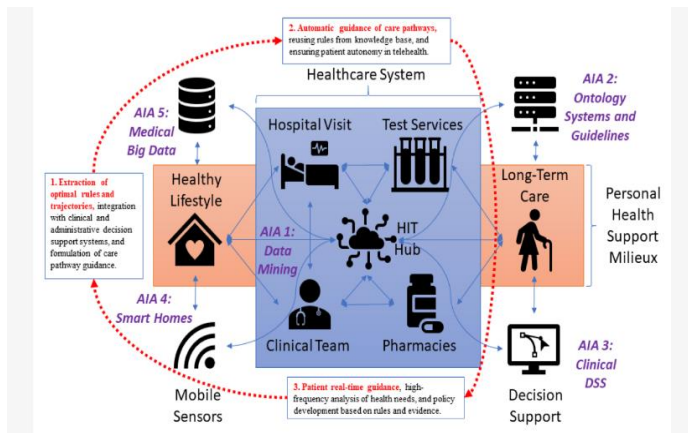 2. Automatic guidance of care pathways,
reusing rules from knowledge base, and
ensuring patient autonomy in telehealth.
Healthcare System
AIA 5:
Medical
Big Data
AIA 2:
Ontology
Systems and
Guidelines
Hospital Visit
Test Services
1. Extraction of
optimal rules and
trajectories, integration
with clinical and
administrative decision
support systems, and
formulation of care
pathway guidance.
Healthy
Lifestyle
Long-Term
Care
Personal
Health
Support
Milieux
AIA 1:
Data
Mining
HIT
Hub
AIA 4:
Smart Homes
Clinical Team
Pharmacies
AIA 3:
Clinical
DSS
Mobile
Sensors
3. Patient real-time guidance, high-
frequency analysis of health needs, and policy
development based on rules and evidence.
Decision
Support